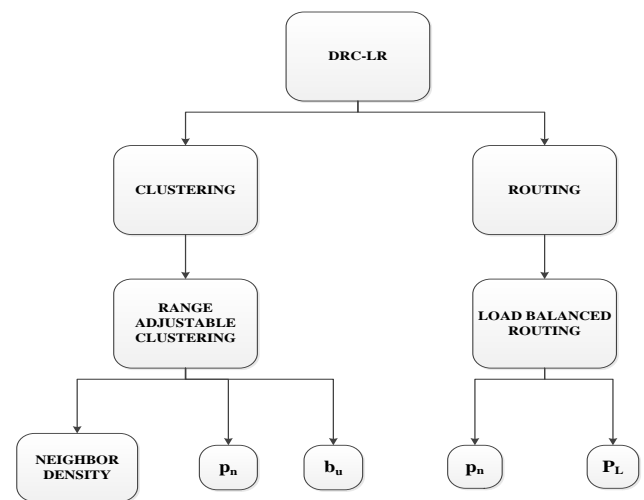 DRC-LR
CLUSTERING
ROUTING
RANGE
ADJUSTABLE
CLUSTERING
LOAD BALANCED
ROUTING
NEIGHBOR
DENSITY
pn
bu
pn
PL